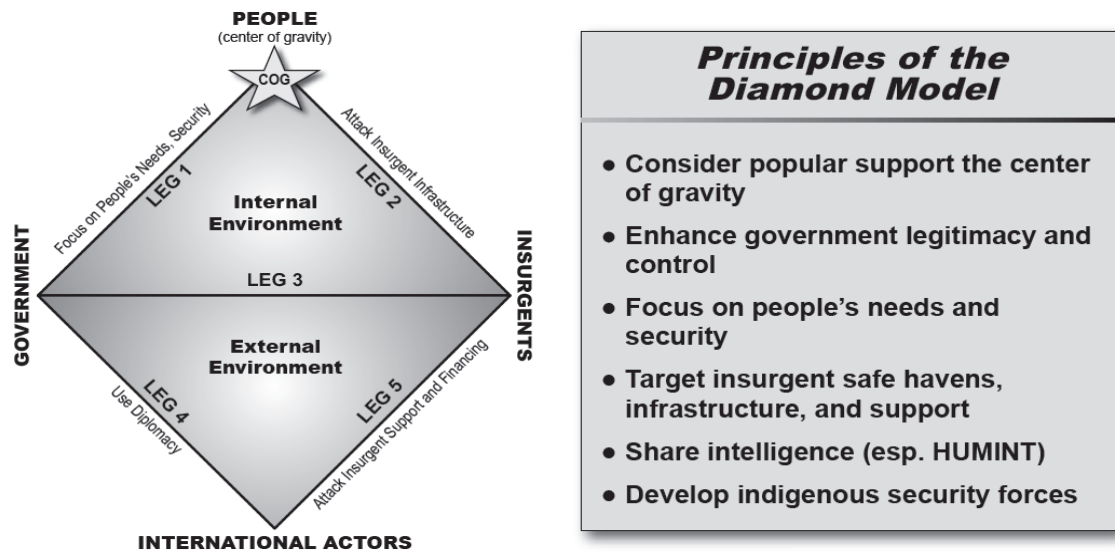 PEOPLE
(center of gravity)
COG
Focus on People's Needs, Security
LEG 1
Attack Insurgent Infrastructure
LEG 2
Internal
Environment
GOVERNMENT
LEG 3
INSURGENTS
External
Environment
LEG 4
Use Diplomacy
LEG 5
Attack Insurgent Support and Financing
INTERNATIONAL ACTORS
Principles of the
Diamond Model
● Consider popular support the center
of gravity
● Enhance government legitimacy and
control
● Focus on people's needs and
security
● Target insurgent safe havens,
infrastructure, and support
● Share intelligence (esp. HUMINT)
● Develop indigenous security forces